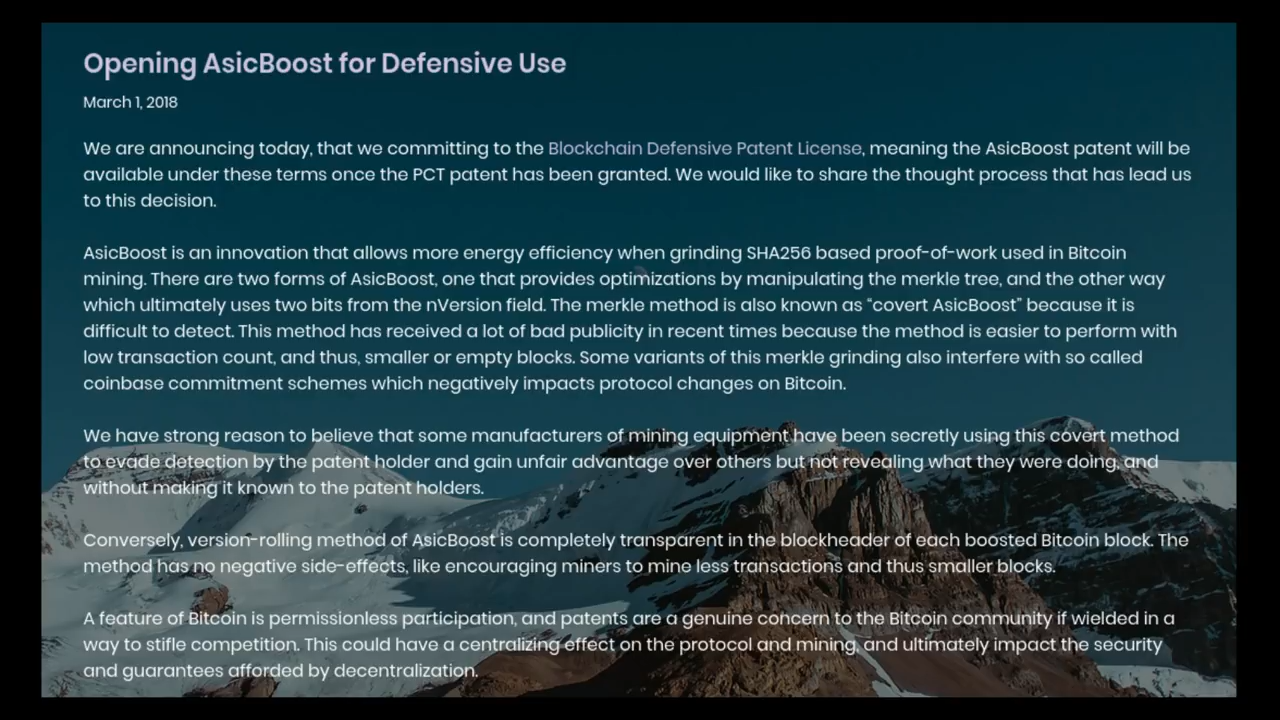 Opening AsicBoost for Defensive Use
March 1, 2018
We are announcing today, that we committing to the Blockchain Defensive Patent License, meaning the AsicBoost patent will be
available under these terms once the PCT patent has been granted. We would like to share the thought process that has lead us
to this decision.
AsicBoost is an innovation that allows more energy efficiency when grinding SHA256 based proof-of-work used in Bitcoin
mining. There are two forms of AsicBoost, one that provides optimizations by manipulating the merkle tree, and the other way
which ultimately uses two bits from the nVersion field. The merkle method is also known as “covert AsicBoost” because it is
difficult to detect. This method has received a lot of bad publicity in recent times because the method is easier to perform with
low transaction count, and thus, smaller or empty blocks. Some variants of this merkle grinding also interfere with so called
coinbase commitment schemes which negatively impacts protocol changes on Bitcoin.
We have strong reason to believe that some manufacturers of mining equipment have been secretly using this covert method
to evade detection by the patent holder and gain unfair advantage over others but not revealing what they were doing, and
without making it known to the patent holders.
Conversely, version-rolling method of AsicBoost is completely transparent in the blockheader of each boosted Bitcoin block. The
method has no negative side-effects, like encouraging miners to mine less transactions and thus smaller blocks.
A feature of Bitcoin is permissionless participation, and patents are a genuine concern to the Bitcoin community if wielded in a
way to stifle competition. This could have a centralizing effect on the protocol and mining, and ultimately impact the security
and guarantees afforded by decentralization.